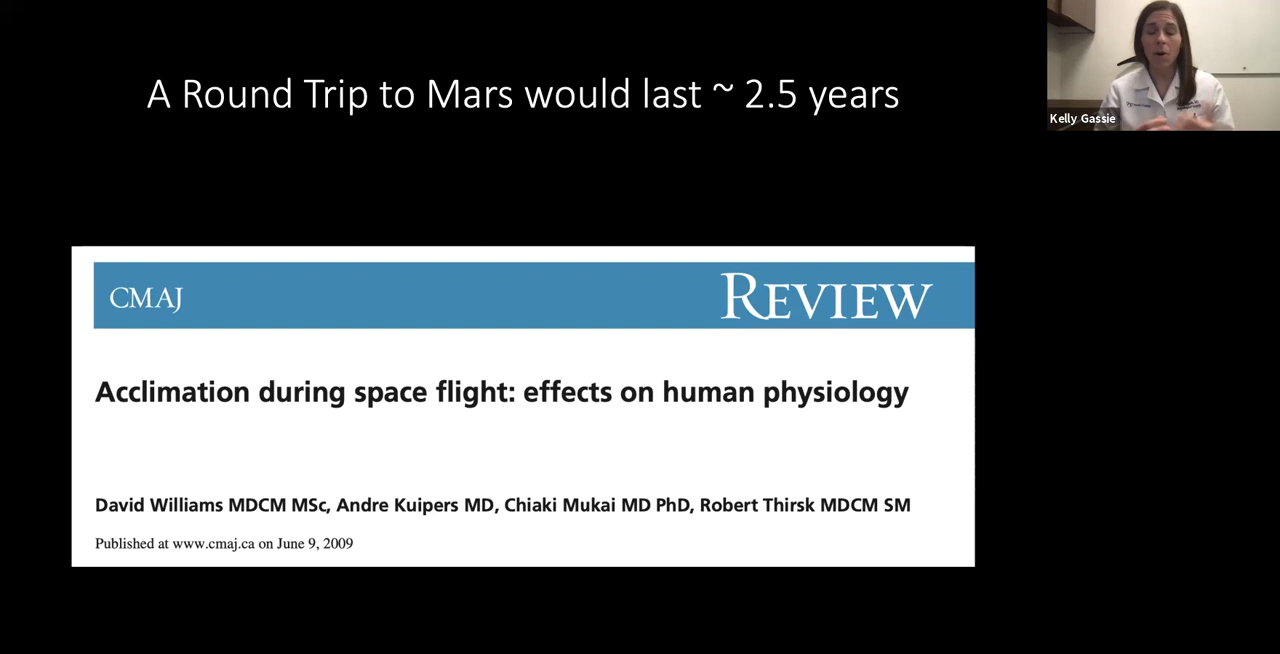 A Round Trip to Mars would last ~ 2.5 years
Kelly Gassie
CMAJ
REVIEW
Acclimation during space flight: effects on human physiology
David Williams MDCM MSc, Andre Kuipers MD, Chiaki Mukai MD PhD, Robert Thirsk MDCM SM
Published at www.cmaj.ca on June 9, 2009